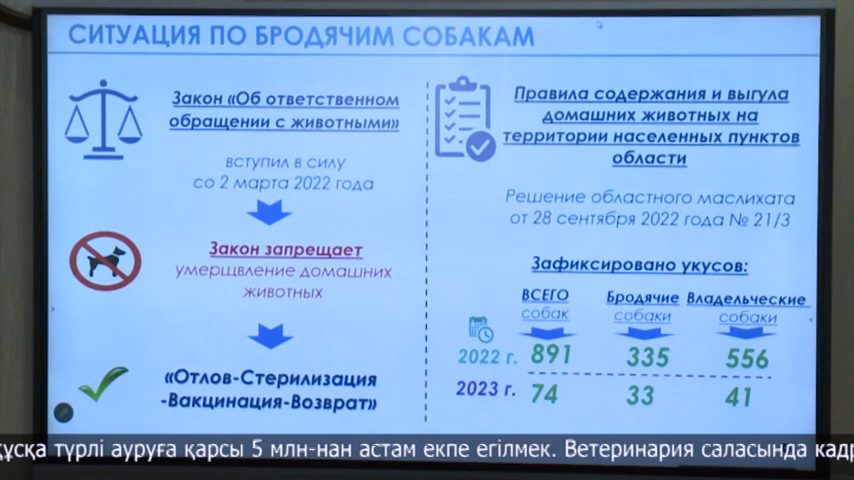 СИТУАЦИЯ ПО БРОДЯЧИМ СОБАКАМ
Закон «Об ответственном
обращении с животными»
вступил в силу
со 2 марта 2022 года
Закон запрещает
умерщвление домашних
животных
«Отлов-Стерилизация
-Вакцинация-Возврат»
Правила содержания и выгула
домашних животных на
территории населенных пунктов
области
Решение областного маслихата
от 28 сентября 2022 года № 21/3
Зафиксировано укусов:
ВСЕГО Бродячие Владельческие
собак собаки собаки
2022 г. 891 335 556
2023 г. 74 33 41
құсқа түрлі ауруға қарсы 5 млн-нан астам екпе егілмек. Ветеринария саласында кадр